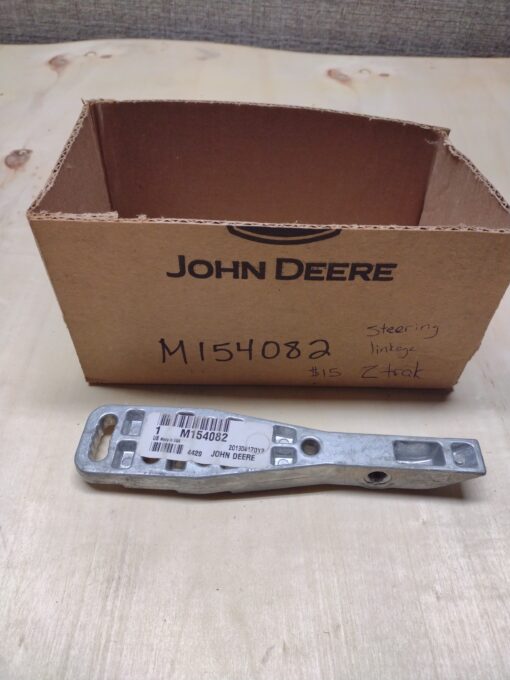 JOHN DEERE
M154082
steering
linkage
$15 Z trak
1 M154082
4429 JOHN DEERE